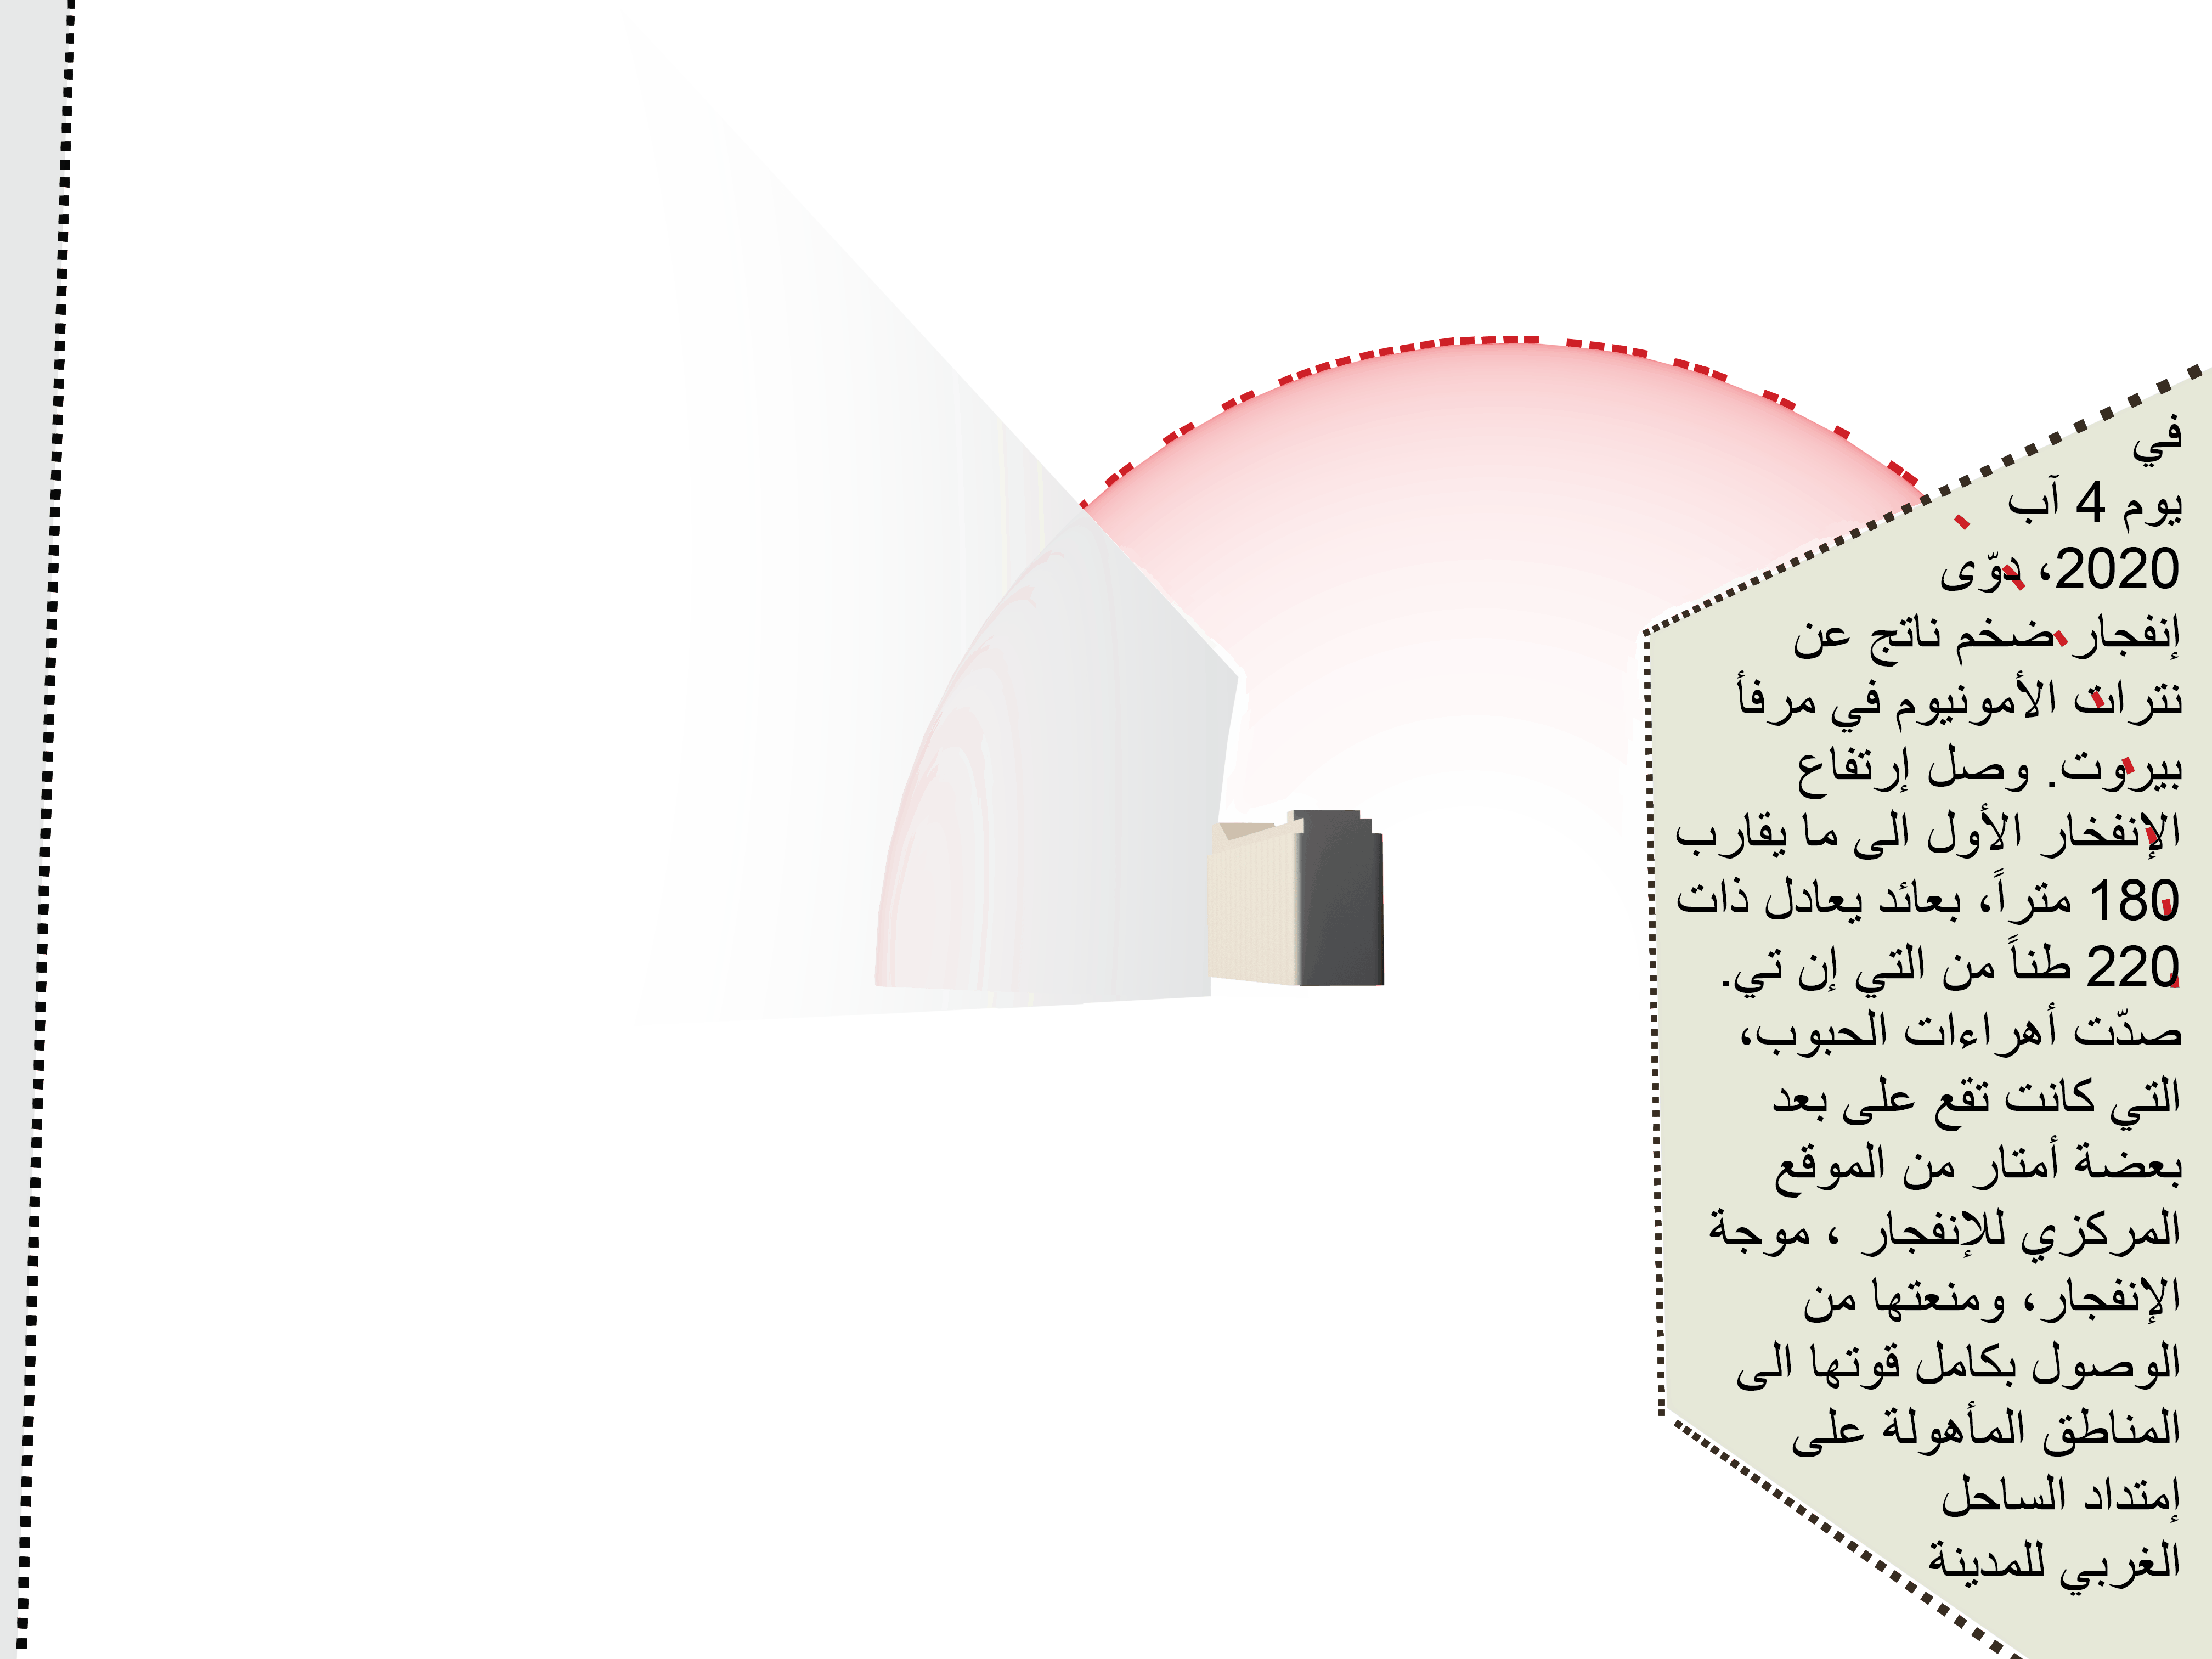 في
يوم 4 آب
2020، دوّى
إنفجار ضخم ناتج عن
نترات الأمونيوم في مرفأ
بيروت. وصل إرتفاع
الإنفخار الأول الى ما يقارب
180 متراً، بعائد يعادل ذات
220 طناً من التي إن تي.
صدّت أهراءات الحبوب،
التي كانت تقع على بعد
بعضة أمتار من الموقع
المركزي للإنفجار ، موجة
الإنفجار، ومنعتها من
الوصول بكامل قوتها الى
المناطق المأهولة على
إمتداد الساحل
الغربي للمدينة